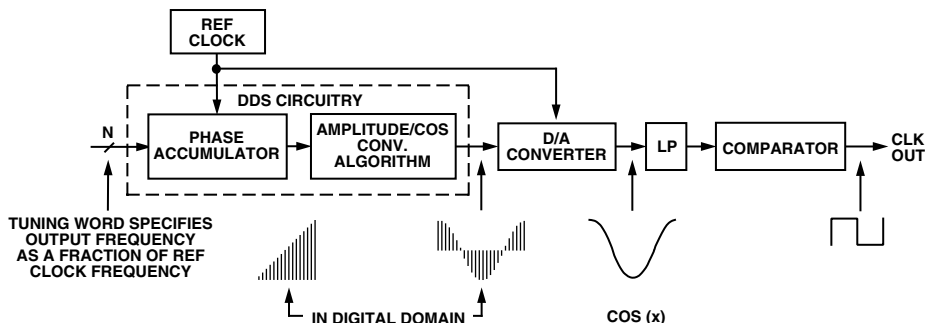 REF
CLOCK
DDS CIRCUITRY
N
PHASE
ACCUMULATOR
AMPLITUDE/COS
CONV.
ALGORITHM
D/A
CONVERTER
LP
COMPARATOR
CLK
OUT
TUNING WORD SPECIFIES
OUTPUT FREQUENCY
AS A FRACTION OF REF
CLOCK FREQUENCY
IN DIGITAL DOMAIN
COS (x)